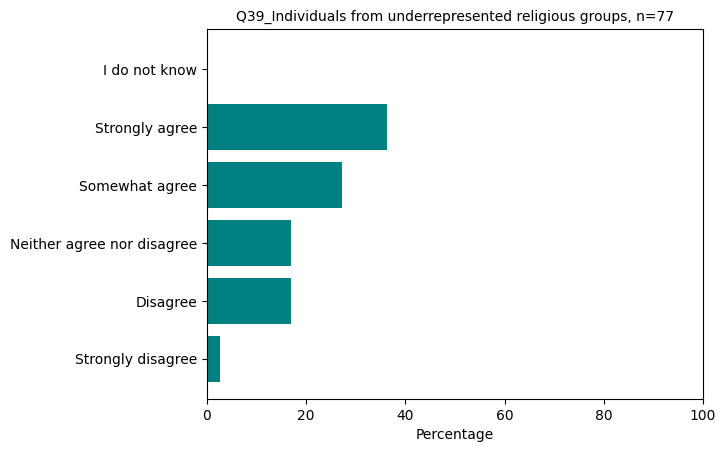 Q39_Individuals from underrepresented religious groups, n=77
I do not know
Strongly agree
Somewhat agree
Neither agree nor disagree
Disagree
Strongly disagree
0 20 40 60 80 100
Percentage